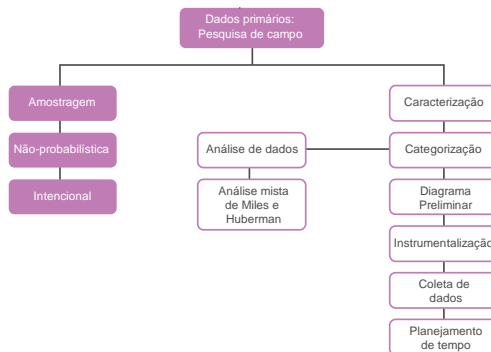 Dados primários:
Pesquisa de campo
Amostragem
Não-probabilística
Intencional
Caracterização
Categorização
Análise de dados
Análise mista
de Miles e
Huberman
Diagrama
Preliminar
Instrumentalização
Coleta de
dados
Planejamento
de tempo